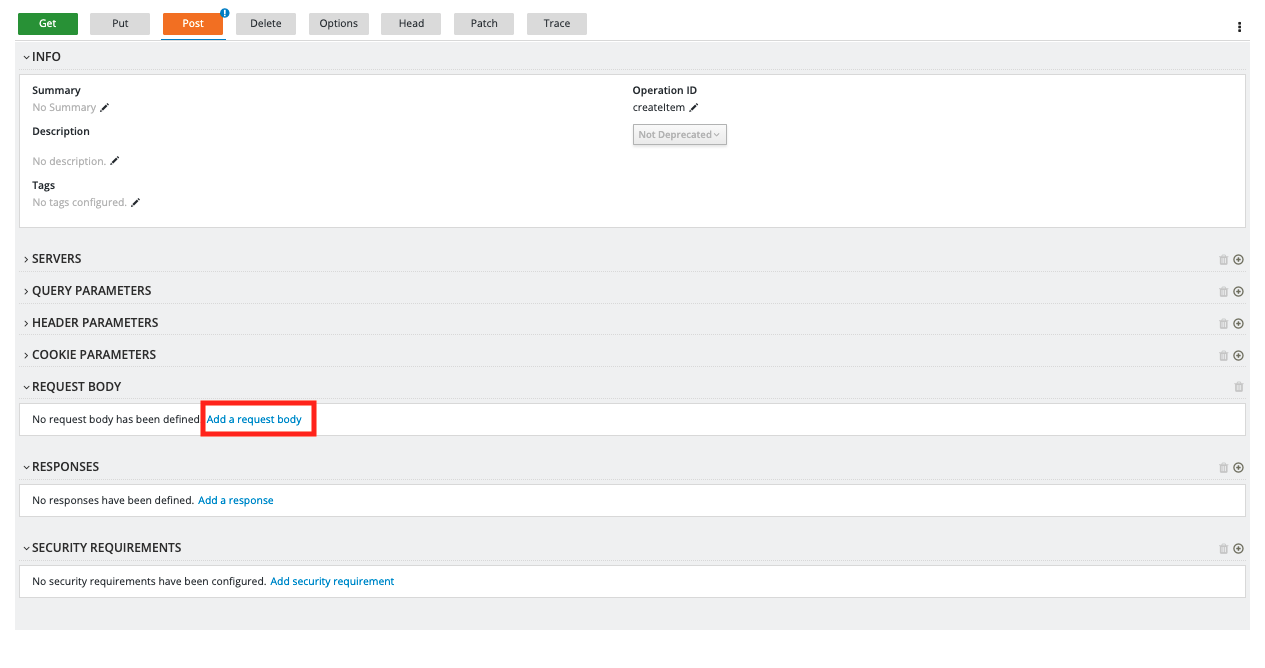 Get Put Post Delete Options Head Patch Trace
INFO
Summary Operation ID
No Summary createItem
Description
Not Deprecated
No description.
Tags
No tags configured.
SERVERS
QUERY PARAMETERS
HEADER PARAMETERS
COOKIE PARAMETERS
REQUEST BODY
No request body has been defined. Add a request body
RESPONSES
No responses have been defined. Add a response
SECURITY REQUIREMENTS
No security requirements have been configured. Add security requirement